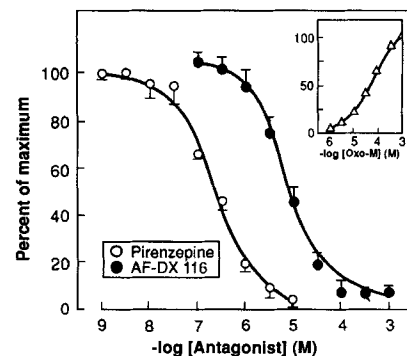 100
80
60
40
20
0
Percent of maximum
Pirenzepine
AF-DX 116
9 8 7 6 5 4 3
-log [Antagonist] (M)
100
50
0
6 5 4 3
-log [Oxo-M] (M)